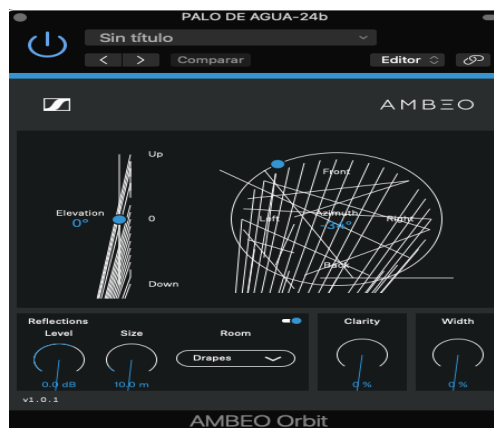 PALO DE AGUA-24b
Sin título
< > Comparar Editor
AMBEO
Up
Front
Elevation
0°
0
Left Azimuth Right
-34°
Back
Down
Reflections
Level Size Room
Clarity Width
Drapes
0.0 dB 10.0 m
0 % 0 %
v1.0.1
AMBEO Orbit